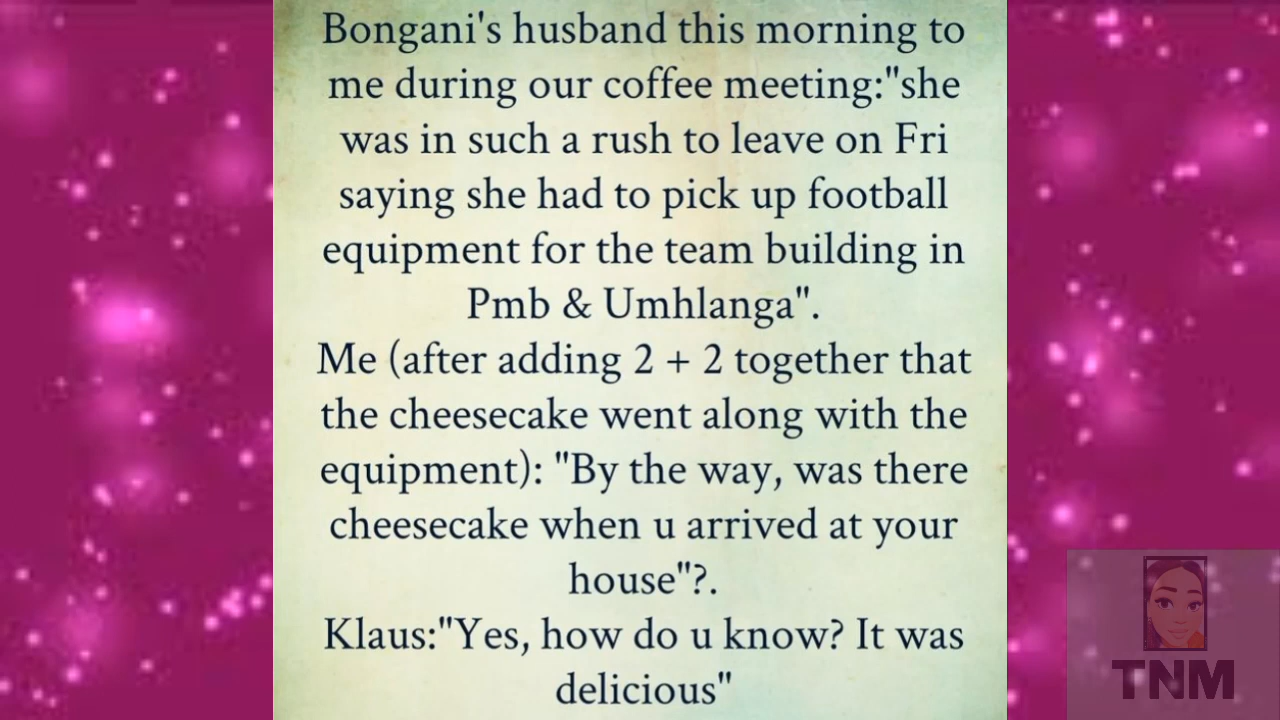 Bongani's husband this morning to
me during our coffee meeting:"she
was in such a rush to leave on Fri
saying she had to pick up football
equipment for the team building in
Pmb & Umhlanga".
Me (after adding 2 + 2 together that
the cheesecake went along with the
equipment): "By the way, was there
cheesecake when u arrived at your
house"?.
Klaus:"Yes, how do u know? It was
delicious"
TNM